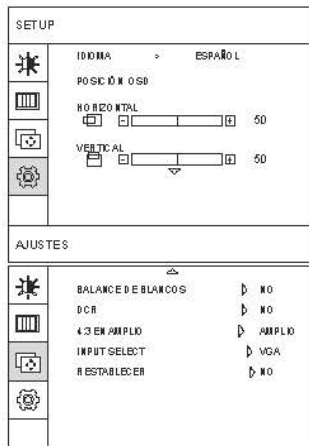 SETUP
IDIOMA > ESPAÑOL
POSICIÓN OSD
HORIZONTAL
- + 50
VERTICAL
- + 50
AJUSTES
BALANCE DE BLANCOS NO
DCR NO
4:3 EN AMPLIO AMPLIO
INPUT SELECT VGA
RESTABLECER NO